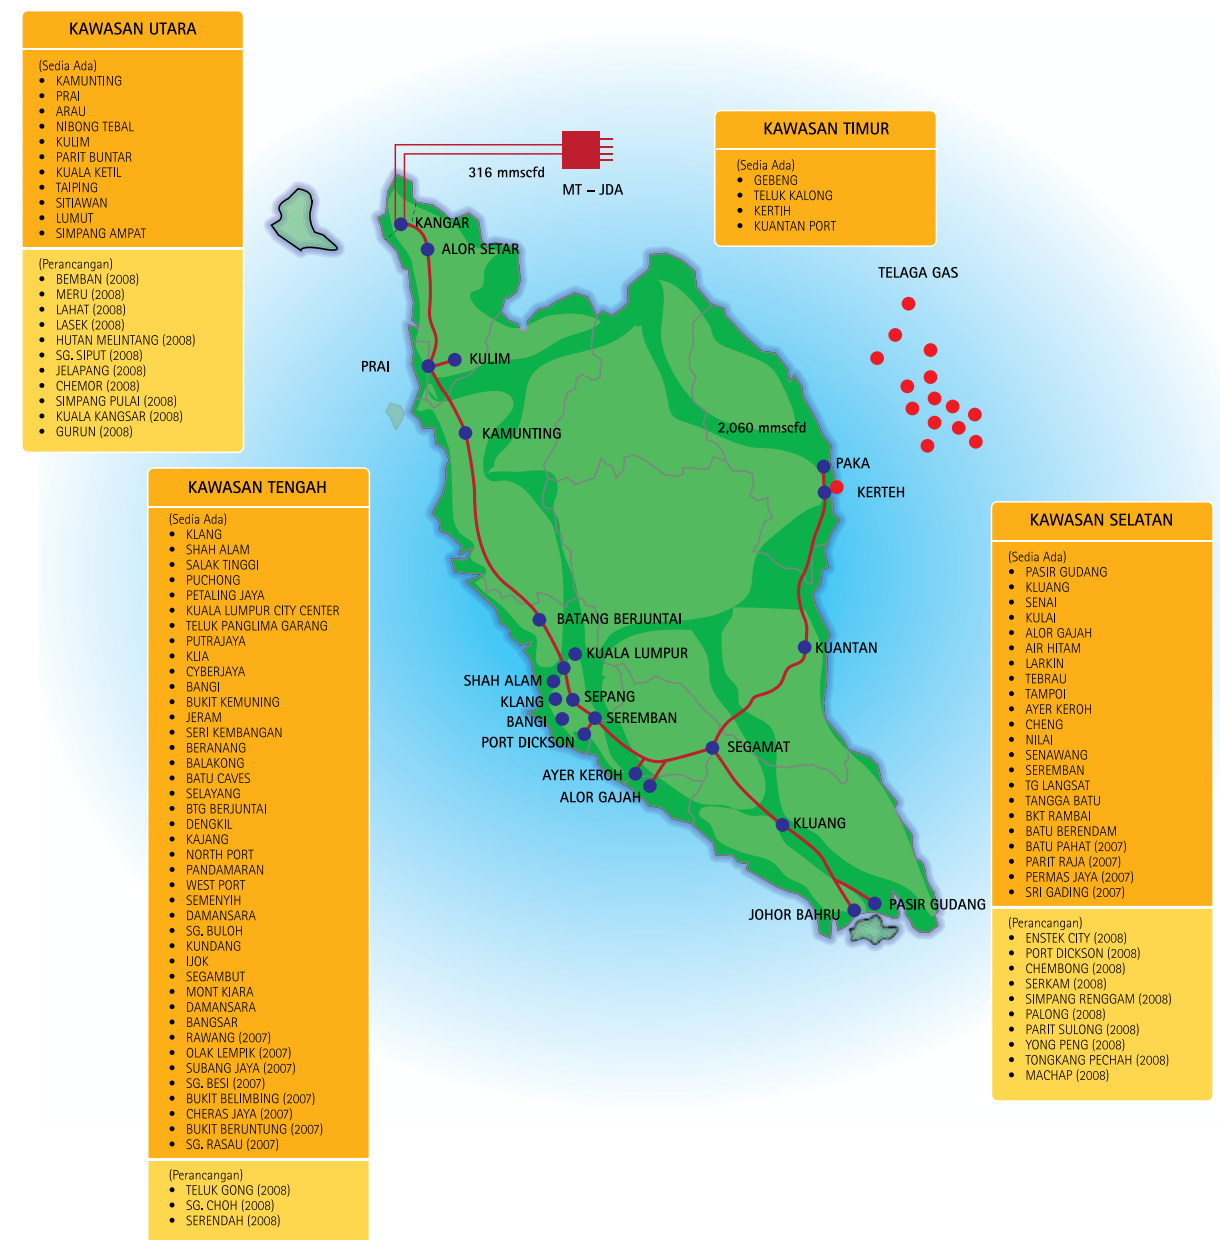 KAWASAN UTARA
(Sedia Ada)
• KAMUNTING
• PRAI
• ARAU
• NIBONG TEBAL
• KULIM
• PARIT BUNTAR
• KUALA KETIL
• TAIPING
• SITIAWAN
• LUMUT
• SIMPANG AMPAT
(Perancangan)
• BEMBAN (2008)
• MERU (2008)
• LAHAT (2008)
• LASEK (2008)
• HUTAN MELINTANG (2008)
• SG. SIPUT (2008)
• JELAPANG (2008)
• CHEMOR (2008)
• SIMPANG PULAI (2008)
• KUALA KANGSAR (2008)
• GURUN (2008)
KAWASAN TENGAH
(Sedia Ada)
• KLANG
• SHAH ALAM
• SALAK TINGGI
• PUCHONG
• PETALING JAYA
• KUALA LUMPUR CITY CENTER
• TELUK PANGLIMA GARANG
• PUTRAJAYA
• KLIA
• CYBERJAYA
• BANGI
• BUKIT KEMUNING
• JERAM
• SERI KEMBANGAN
• BERANANG
• BALAKONG
• BATU CAVES
• SELAYANG
• BTG BERJUNTAI
• DENGKIL
• KAJANG
• NORTH PORT
• PANDAMARAN
• WEST PORT
• SEMENYIH
• DAMANSARA
• SG. BULOH
• KUNDANG
• IJOK
• SEGAMBUT
• MONT KIARA
• DAMANSARA
• BANGSAR
• RAWANG (2007)
• OLAK LEMPIK (2007)
• SUBANG JAYA (2007)
• SG. BESI (2007)
• BUKIT BELIMBING (2007)
• CHERAS JAYA (2007)
• BUKIT BERUNTUNG (2007)
• SG. RASAU (2007)
(Perancangan)
• TELUK GONG (2008)
• SG. CHOH (2008)
• SERENDAH (2008)
316 mmscfd
MT – JDA
KANGAR
ALOR SETAR
PRAI
KULIM
KAMUNTING
2,060 mmscfd
PAKA
KERTEH
BATANG BERJUNTAI
KUALA LUMPUR
KUANTAN
SHAH ALAM
KLANG
SEPANG
BANGI
SEREMBAN
PORT DICKSON
SEGAMAT
AYER KEROH
ALOR GAJAH
KLUANG
JOHOR BAHRU
PASIR GUDANG
KAWASAN TIMUR
(Sedia Ada)
• GEBENG
• TELUK KALONG
• KERTIH
• KUANTAN PORT
TELAGA GAS
KAWASAN SELATAN
(Sedia Ada)
• PASIR GUDANG
• KLUANG
• SENAI
• KULAI
• ALOR GAJAH
• AIR HITAM
• LARKIN
• TEBRAU
• TAMPOI
• AYER KEROH
• CHENG
• NILAI
• SENAWANG
• SEREMBAN
• TG LANGSAT
• TANGGA BATU
• BKT RAMBAI
• BATU BERENDAM
• BATU PAHAT (2007)
• PARIT RAJA (2007)
• PERMAS JAYA (2007)
• SRI GADING (2007)
(Perancangan)
• ENSTEK CITY (2008)
• PORT DICKSON (2008)
• CHEMBONG (2008)
• SERKAM (2008)
• SIMPANG RENGGAM (2008)
• PALONG (2008)
• PARIT SULONG (2008)
• YONG PENG (2008)
• TONGKANG PECHAH (2008)
• MACHAP (2008)